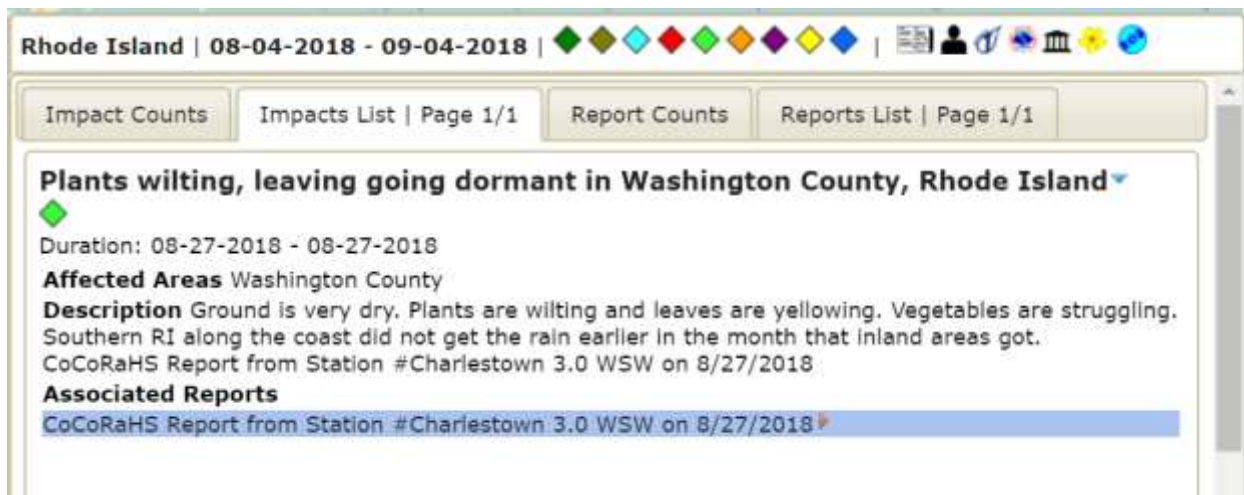 Rhode Island | 08-04-2018 - 09-04-2018 | |
Impact Counts Impacts List | Page 1/1 Report Counts Reports List | Page 1/1
Plants wilting, leaving going dormant in Washington County, Rhode Island
Duration: 08-27-2018 - 08-27-2018
Affected Areas Washington County
Description Ground is very dry. Plants are wilting and leaves are yellowing. Vegetables are struggling.
Southern RI along the coast did not get the rain earlier in the month that inland areas got.
CoCoRaHS Report from Station #Charlestown 3.0 WSW on 8/27/2018
Associated Reports
CoCoRaHS Report from Station #Charlestown 3.0 WSW on 8/27/2018